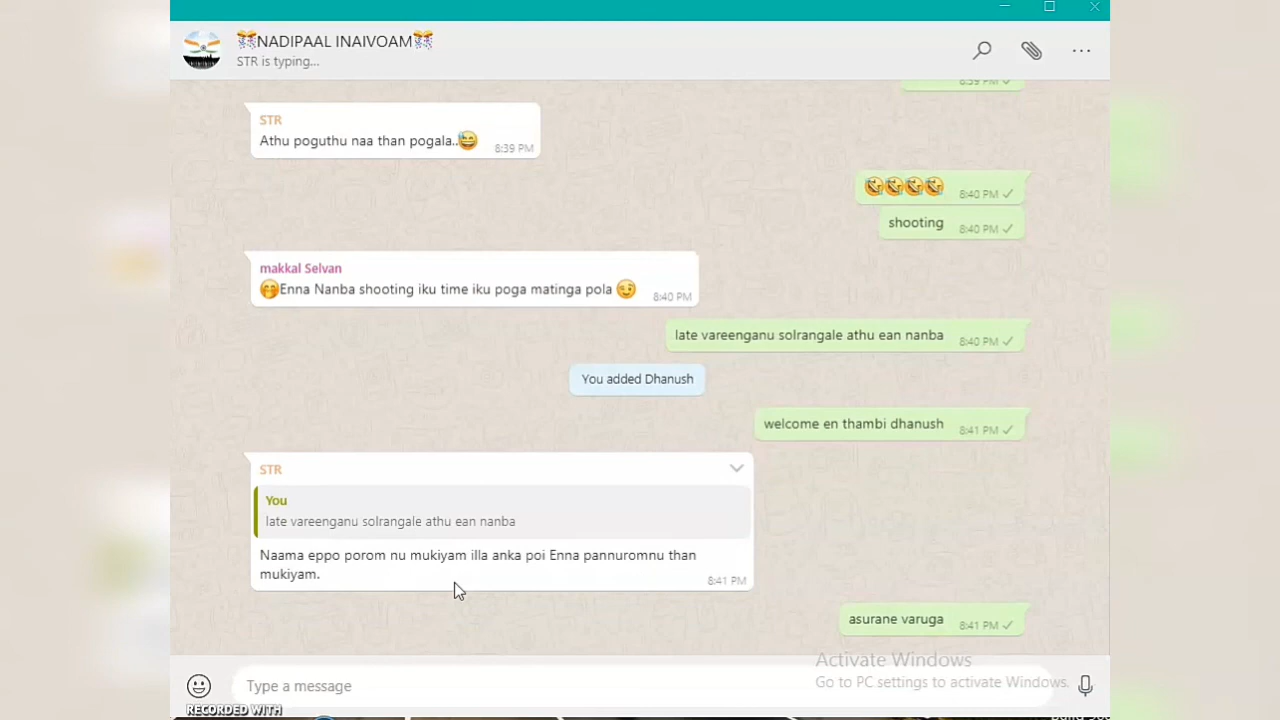 NADIPAAL INAIVOAM
STR is typing...
8:39 PM
STR
Athu poguthu naa than pogala..
8:39 PM
8:40 PM
shooting
8:40 PM
makkal Selvan
Enna Nanba shooting iku time iku poga matinga pola
8:40 PM
late vareenganu solrangale athu ean nanba
8:40 PM
You added Dhanush
welcome en thambi dhanush
8:41 PM
STR
You
late vareenganu solrangale athu ean nanba
Naama eppo porom nu mukiyam illa anka poi Enna pannuromnu than
mukiyam.
8:41 PM
asurane varuga
8:41 PM
Activate Windows
Go to PC settings to activate Windows.
Type a message
RECORDED WITH